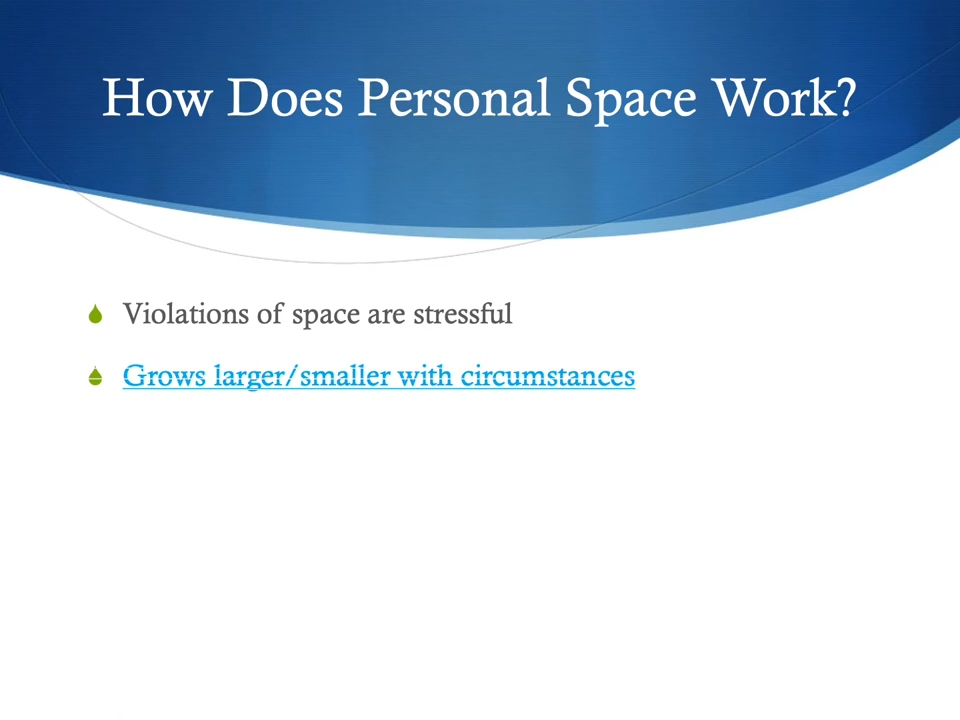 How Does Personal Space Work?
Violations of space are stressful
Grows larger/smaller with circumstances